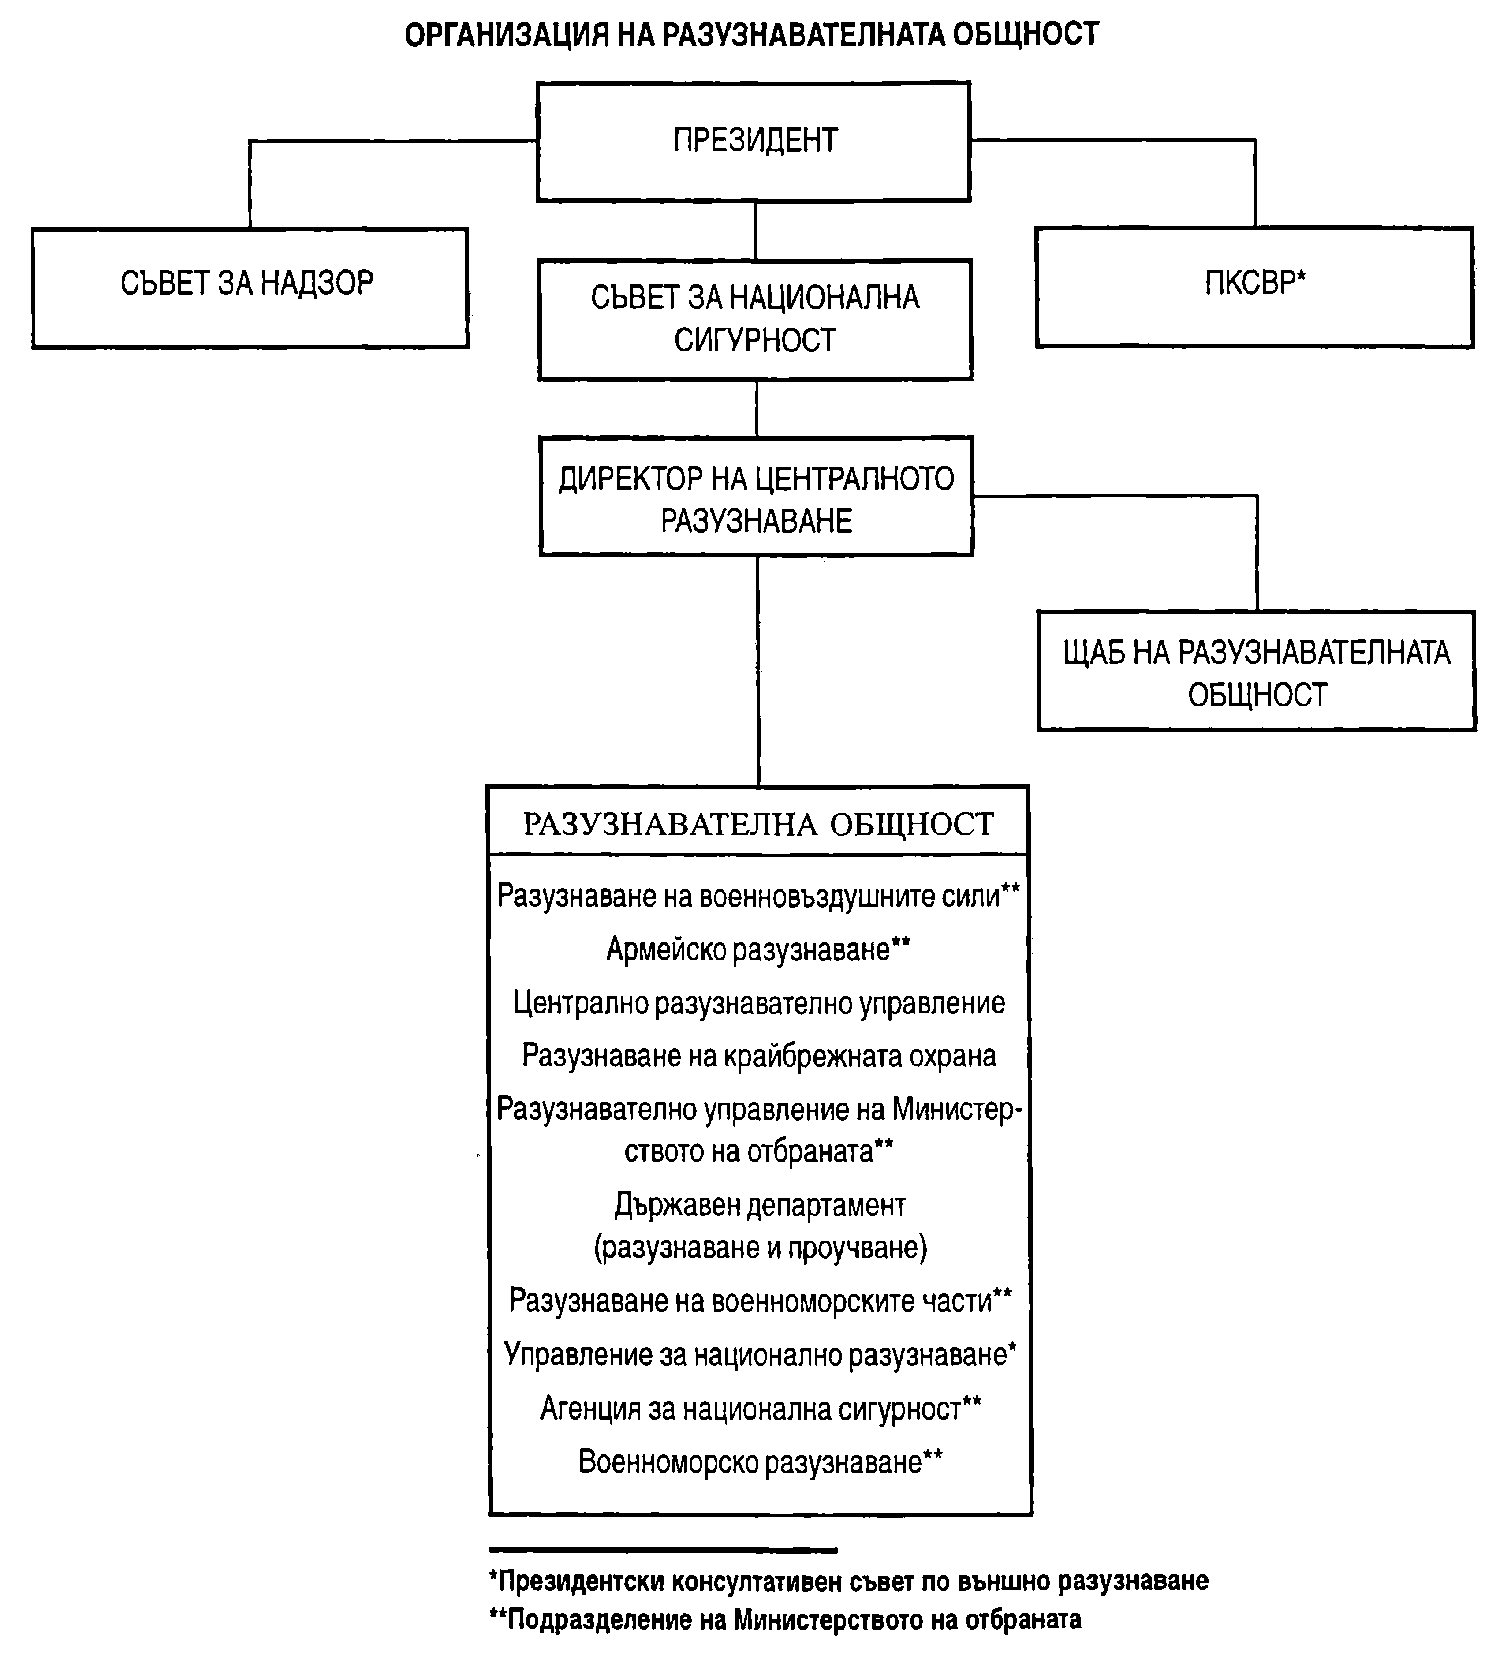 ОРГАНИЗАЦИЯ НА РАЗУЗНАВАТЕЛНАТА ОБЩНОСТ
ПРЕЗИДЕНТ
СЪВЕТ ЗА НАДЗОР
СЪВЕТ ЗА НАЦИОНАЛНА
СИГУРНОСТ
ПКСВР*
ДИРЕКТОР НА ЦЕНТРАЛНОТО
РАЗУЗНАВАНЕ
ЩАБ НА РАЗУЗНАВАТЕЛНАТА
ОБЩНОСТ
РАЗУЗНАВАТЕЛНА ОБЩНОСТ
Разузнаване на военновъздушните сили**
Армейско разузнаване**
Централно разузнавателно управление
Разузнаване на крайбрежната охрана
Разузнавателно управление на Министер-
ството на отбраната**
Държавен департамент
(разузнаване и проучване)
Разузнаване на военноморските части**
Управление за национално разузнаване*
Агенция за национална сигурност**
Военноморско разузнаване**
*Президентски консултативен съвет по външно разузнаване
**Подразделение на Министерството на отбраната